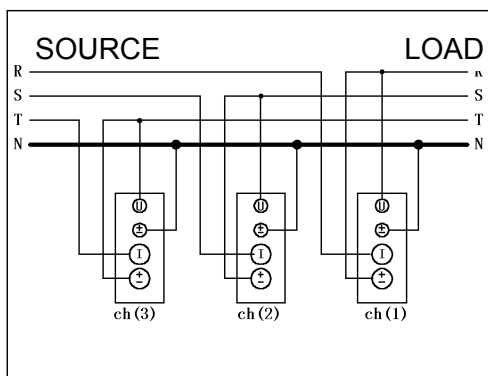 SOURCE LOAD
R
S S
T T
N N
U U U
± ± ±
I I I
± ± ±
ch(3) ch(2) ch(1)